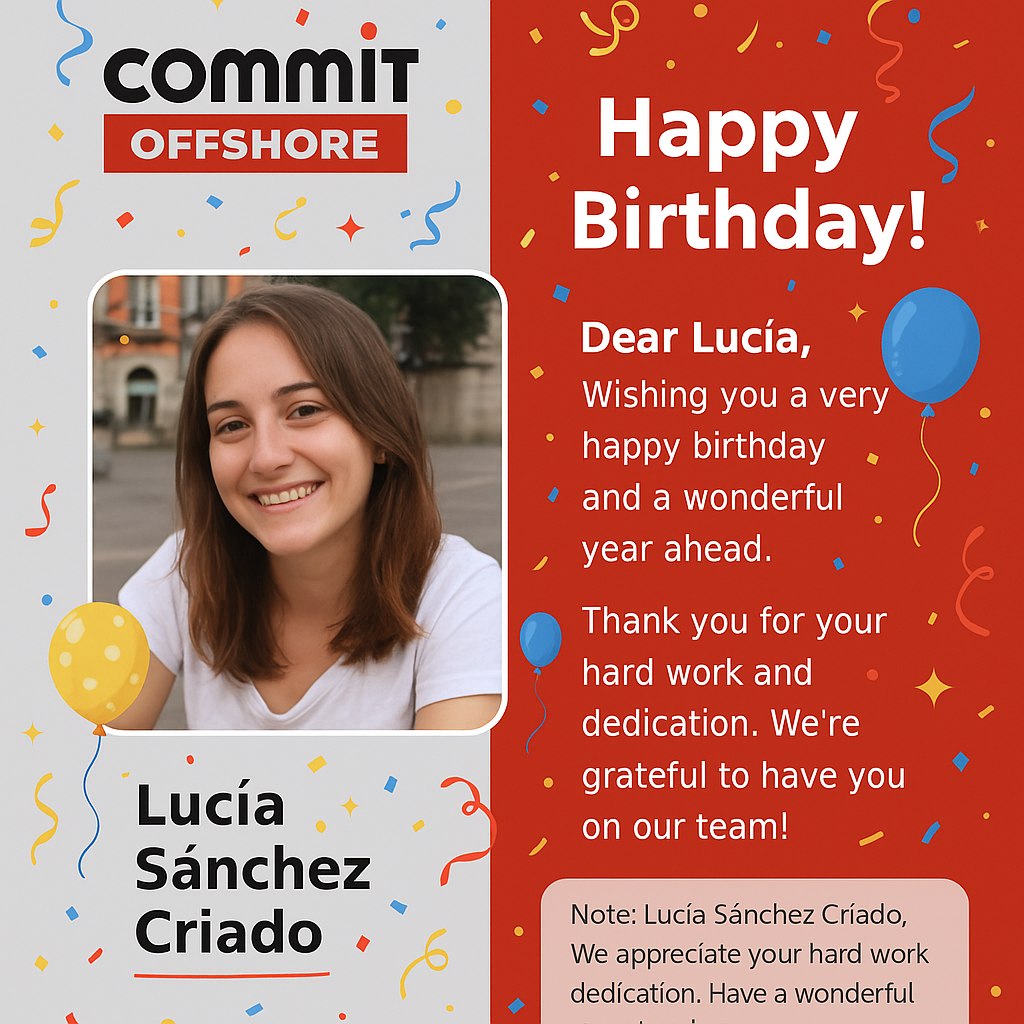 COMMIT
OFFSHORE
Happy
Birthday!
Dear Lucía,
Wishing you a very
happy birthday
and a wonderful
year ahead.
Thank you for your
hard work and
dedication. We're
grateful to have you
on our team!
Lucía
Sánchez
Criado
Note: Lucía Sánchez Críado,
We apprecíate your hard work
dedícatíon. Have a wonderful